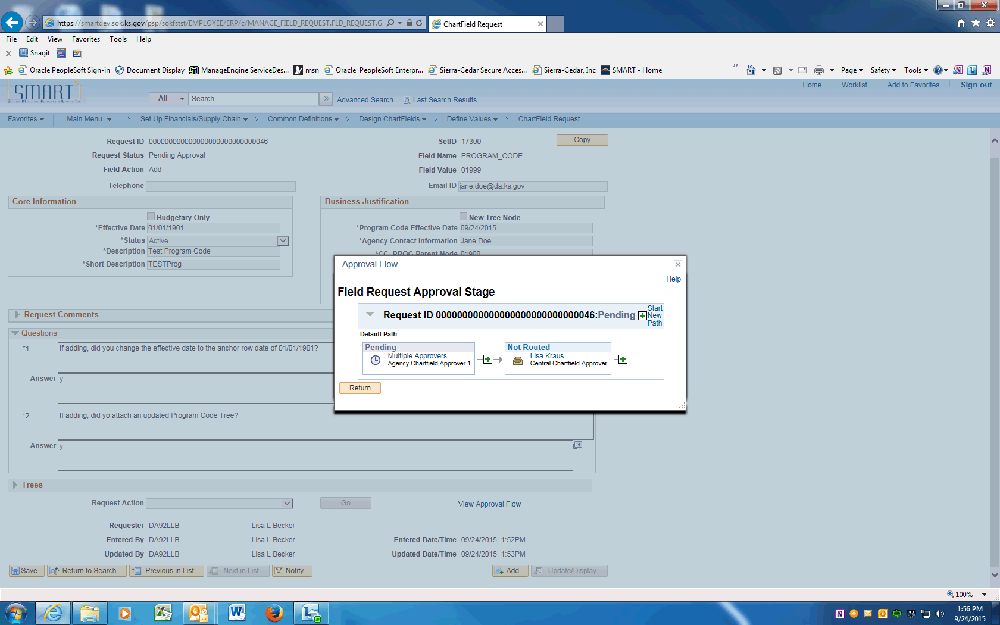 https://smartdev.sok.ks.gov/psp/sokfstst/EMPLOYEE/ERP/c/MANAGE_FIELD_REQUEST.FLD_REQUEST.GI
ChartField Request
File Edit View Favorites Tools Help
Snagit
Oracle PeopleSoft Sign-in Document Display ManageEngine ServiceDes... msn Oracle PeopleSoft Enterpr... Sierra-Cedar Secure Acces... Sierra-Cedar, Inc SMART - Home
Page Safety Tools
SMART
Home Worklist Add to Favorites Sign out
All Search Advanced Search Last Search Results
Favorites Main Menu > Set Up Financials/Supply Chain > Common Definitions > Design ChartFields > Define Values > ChartField Request
Request ID 0000000000000000000000000000046 SetID 17300 Copy
Request Status Pending Approval Field Name PROGRAM_CODE
Field Action Add Field Value 01999
Telephone Email ID jane.doe@da.ks.gov
Core Information Business Justification
Budgetary Only New Tree Node
*Effective Date 01/01/1901 *Program Code Effective Date 09/24/2015
*Status Active *Agency Contact Information Jane Doe
*Description Test Program Code *CC_PROG Parent Node 01900
*Short Description TESTProg
Approval Flow
Help
Field Request Approval Stage
Request ID 0000000000000000000000000000046:Pending Start New Path
Default Path
Pending Not Routed
Multiple Approvers Lisa Kraus
Agency Chartfield Approver 1 Central Chartfield Approver
Return
Request Comments
Questions
*1. If adding, did you change the effective date to the anchor row date of 01/01/1901?
Answer y
*2. If adding, did yo attach an updated Program Code Tree?
Answer y
Trees
Request Action Go View Approval Flow
Requester DA92LLB Lisa L Becker
Entered By DA92LLB Lisa L Becker Entered Date/Time 09/24/2015 1:52PM
Updated By DA92LLB Lisa L Becker Updated Date/Time 09/24/2015 1:53PM
Save Return to Search Previous in List Next in List Notify Add Update/Display
100%
1:56 PM
9/24/2015